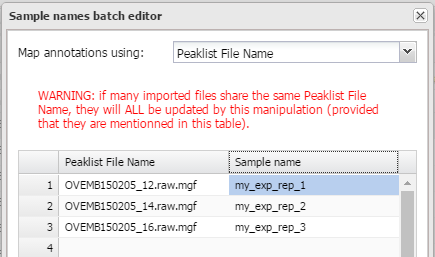 Sample names batch editor
Map annotations using: Peaklist File Name
WARNING: if many imported files share the same Peaklist File
Name, they will ALL be updated by this manipulation (provided
that they are mentionned in this table).
Peaklist File Name Sample name
1 OVEMB150205_12.raw.mgf my_exp_rep_1
2 OVEMB150205_14.raw.mgf my_exp_rep_2
3 OVEMB150205_16.raw.mgf my_exp_rep_3
4